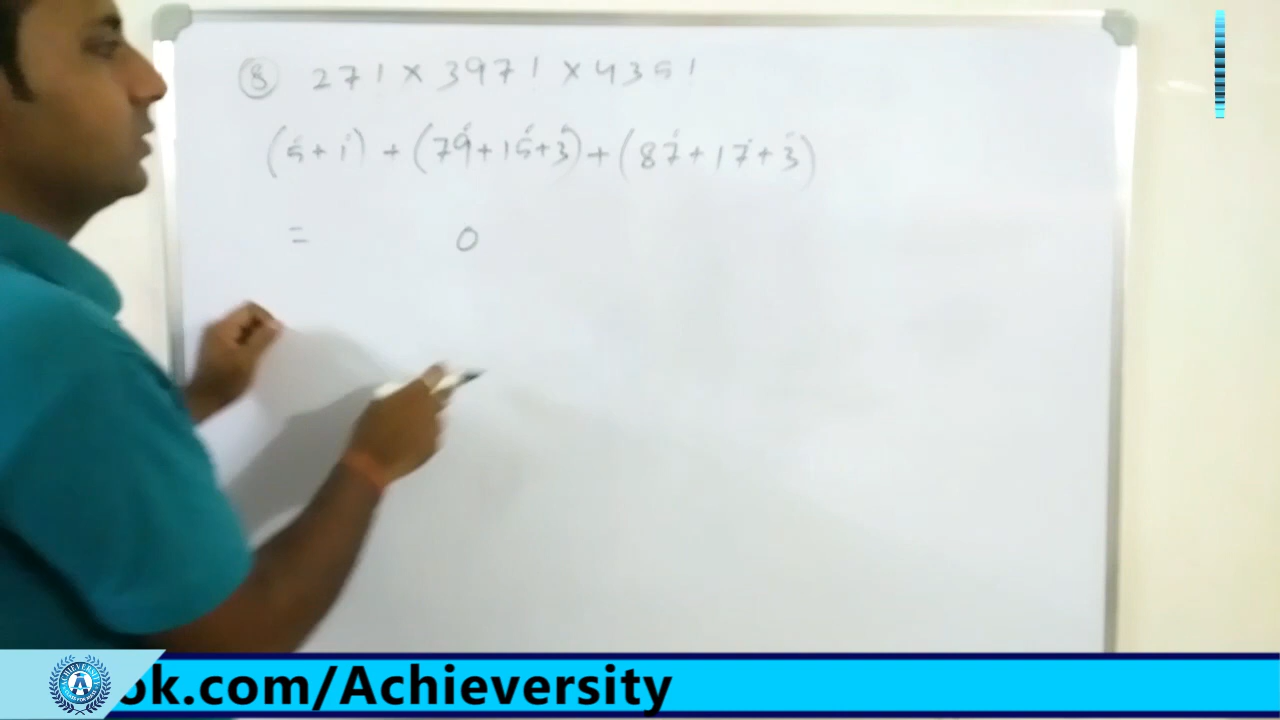 (8) 27! × 397! × 435!
(5+1) + (79+15+3) + (87+17+3)
= 0
ok.com/Achieversity